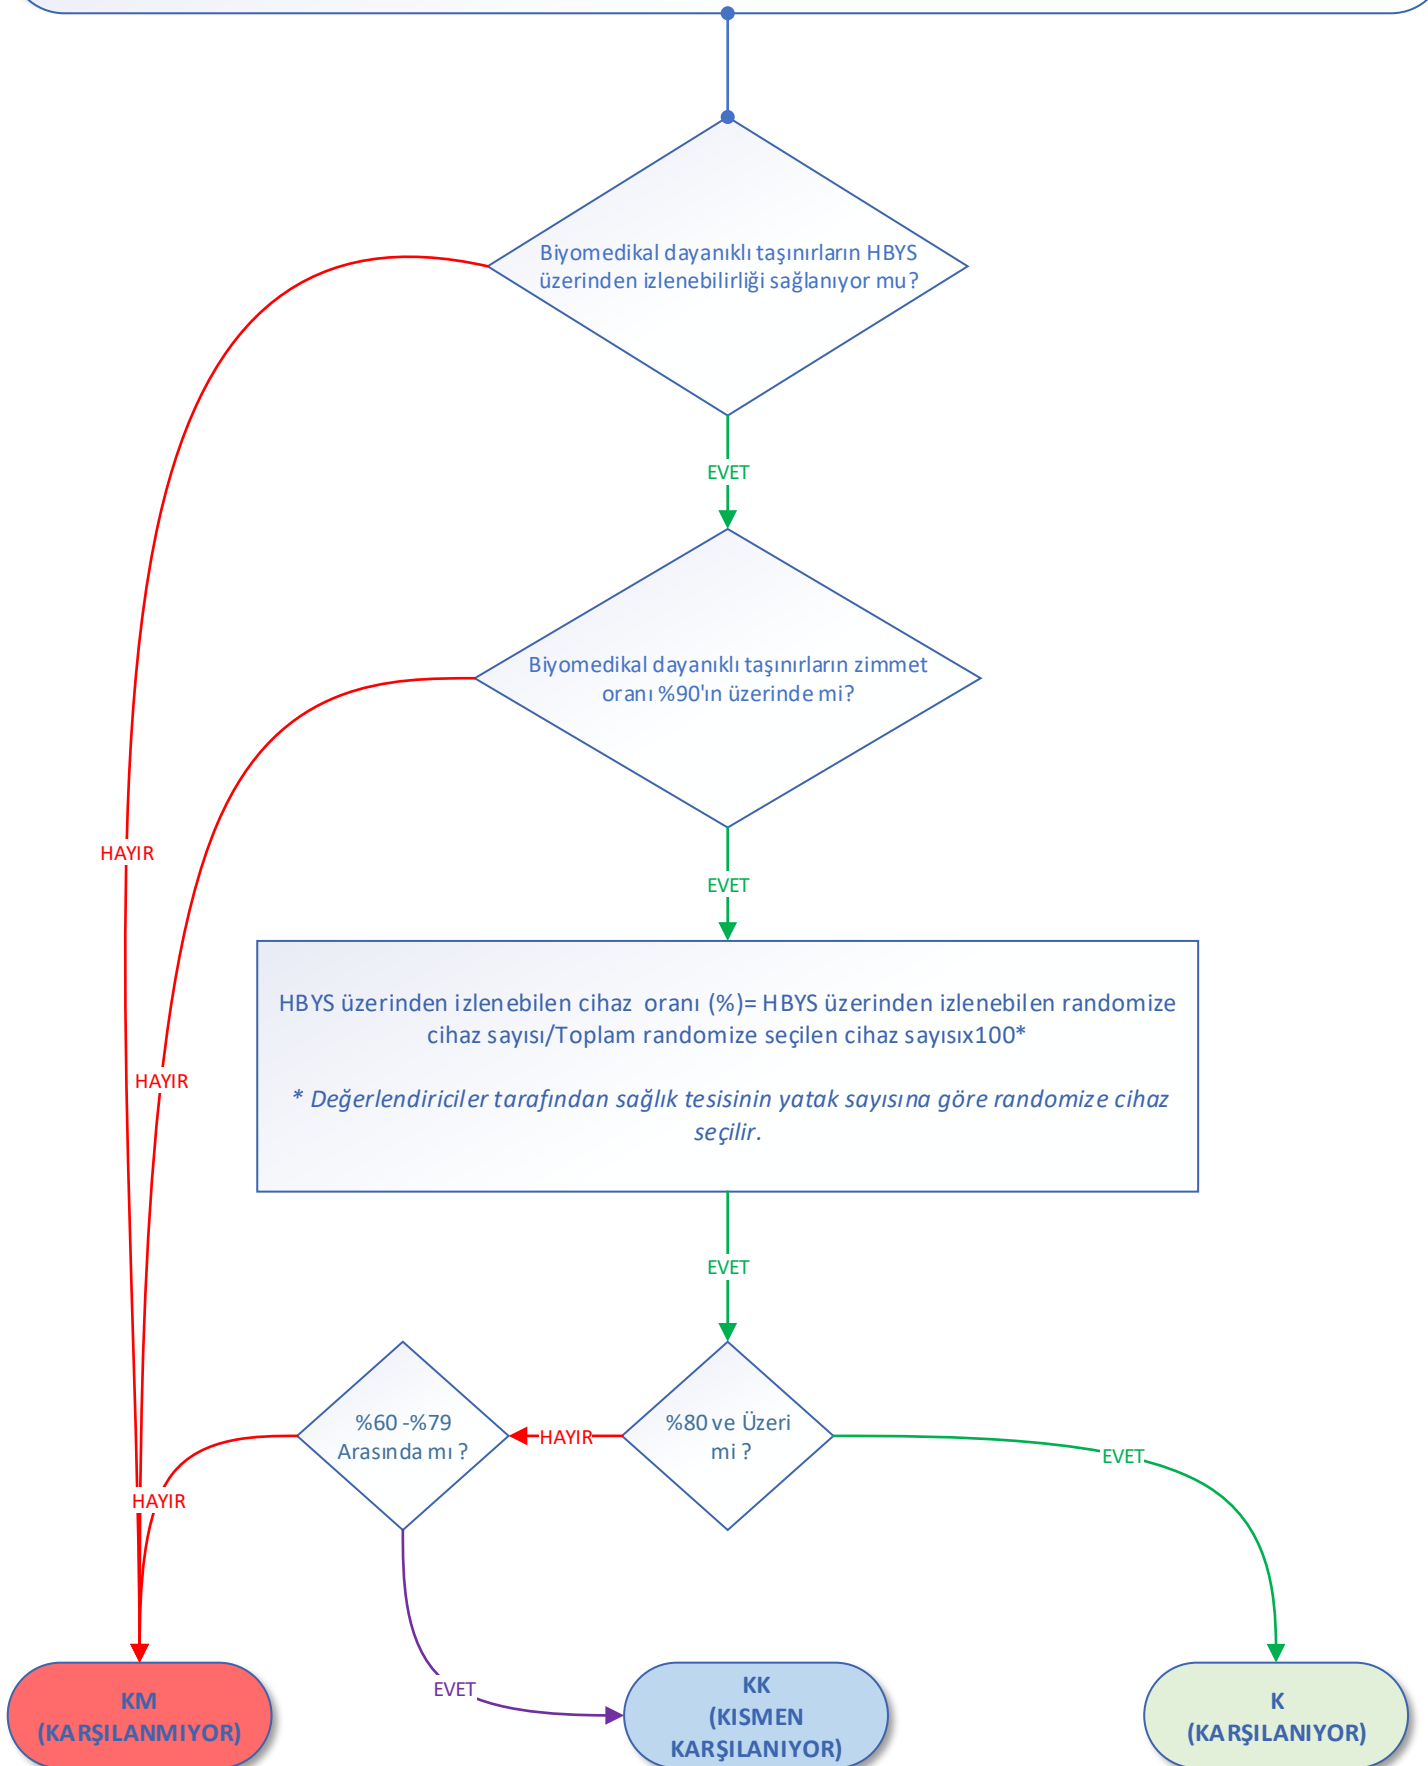 Biyomedikal dayanıklı taşınırların HBYS
üzerinden izlenebilirliği sağlanıyor mu?
EVET
Biyomedikal dayanıklı taşınırların zimmet
oranı %90'ın üzerinde mi?
HAYIR
EVET
HBYS üzerinden izlenebilen cihaz oranı (%)= HBYS üzerinden izlenebilen randomize
cihaz sayısı/Toplam randomize seçilen cihaz sayısıx100*
HAYIR
* Değerlendiriciler tarafından sağlık tesisinin yatak sayısına göre randomize cihaz
seçilir.
EVET
%60 -%79
Arasında mı ?
HAYIR
%80 ve Üzeri
mi ?
EVET
HAYIR
EVET
KM
(KARŞILANMIYOR)
KK
(KISMEN
KARŞILANIYOR)
K
(KARŞILANIYOR)